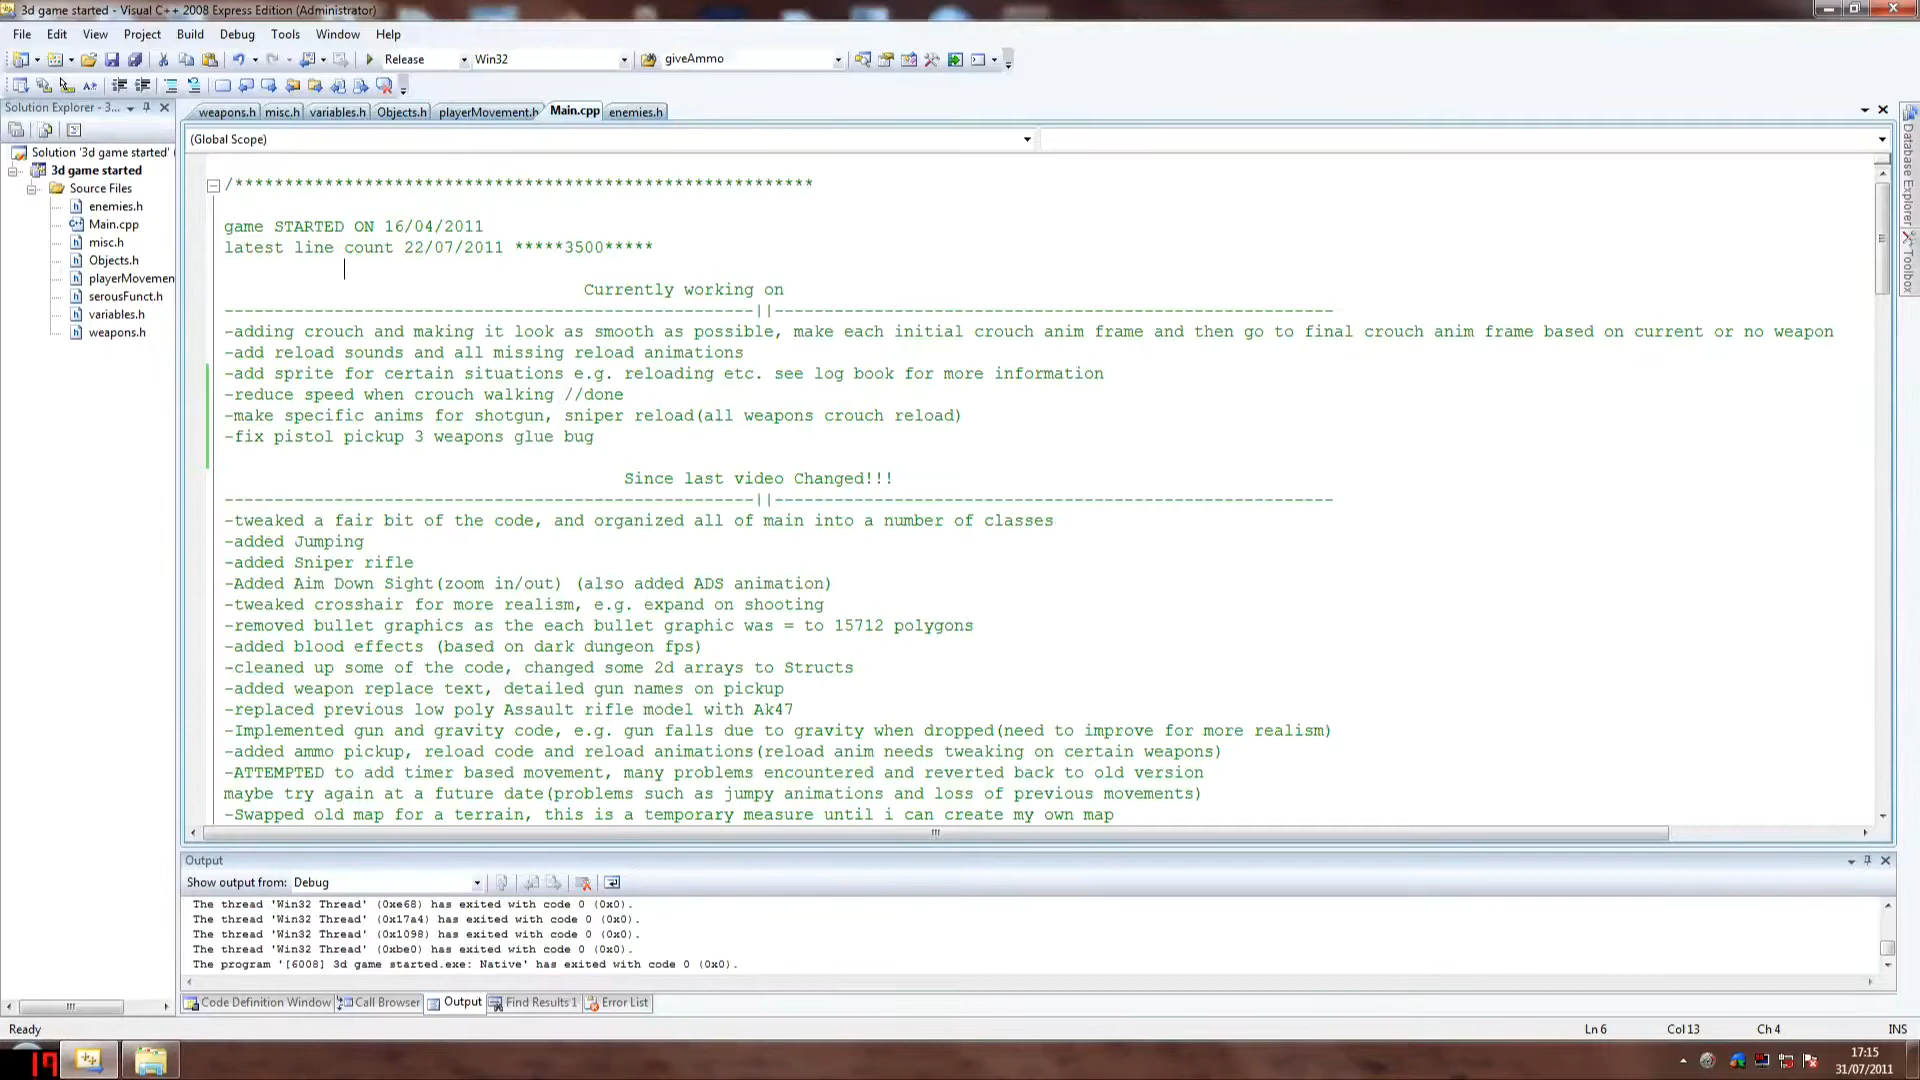 3d game started - Visual C++ 2008 Express Edition (Administrator)
File Edit View Project Build Debug Tools Window Help
Release Win32 giveAmmo
Solution Explorer - 3...
weapons.h misc.h variables.h Objects.h playerMovement.h Main.cpp enemies.h
(Global Scope)
Solution '3d game started' (
3d game started
Source Files
enemies.h
Main.cpp
misc.h
Objects.h
playerMovemen
serousFunct.h
variables.h
weapons.h
Database Explorer
Toolbox
/**********************************************************
game STARTED ON 16/04/2011
latest line count 22/07/2011 *****3500*****
Currently working on
-----------------------------------------------------||--------------------------------------------------------
-adding crouch and making it look as smooth as possible, make each initial crouch anim frame and then go to final crouch anim frame based on current or no weapon
-add reload sounds and all missing reload animations
-add sprite for certain situations e.g. reloading etc. see log book for more information
-reduce speed when crouch walking //done
-make specific anims for shotgun, sniper reload(all weapons crouch reload)
-fix pistol pickup 3 weapons glue bug
Since last video Changed!!!
-----------------------------------------------------||--------------------------------------------------------
-tweaked a fair bit of the code, and organized all of main into a number of classes
-added Jumping
-added Sniper rifle
-Added Aim Down Sight(zoom in/out) (also added ADS animation)
-tweaked crosshair for more realism, e.g. expand on shooting
-removed bullet graphics as the each bullet graphic was = to 15712 polygons
-added blood effects (based on dark dungeon fps)
-cleaned up some of the code, changed some 2d arrays to Structs
-added weapon replace text, detailed gun names on pickup
-replaced previous low poly Assault rifle model with Ak47
-Implemented gun and gravity code, e.g. gun falls due to gravity when dropped(need to improve for more realism)
-added ammo pickup, reload code and reload animations(reload anim needs tweaking on certain weapons)
-ATTEMPTED to add timer based movement, many problems encountered and reverted back to old version
maybe try again at a future date(problems such as jumpy animations and loss of previous movements)
-Swapped old map for a terrain, this is a temporary measure until i can create my own map
Output
Show output from: Debug
The thread 'Win32 Thread' (0xe68) has exited with code 0 (0x0).
The thread 'Win32 Thread' (0x17a4) has exited with code 0 (0x0).
The thread 'Win32 Thread' (0x1098) has exited with code 0 (0x0).
The thread 'Win32 Thread' (0xbe0) has exited with code 0 (0x0).
The program '[6008] 3d game started.exe: Native' has exited with code 0 (0x0).
Code Definition Window Call Browser Output Find Results 1 Error List
Ready Ln 6 Col 13 Ch 4 INS
19
17:15
31/07/2011